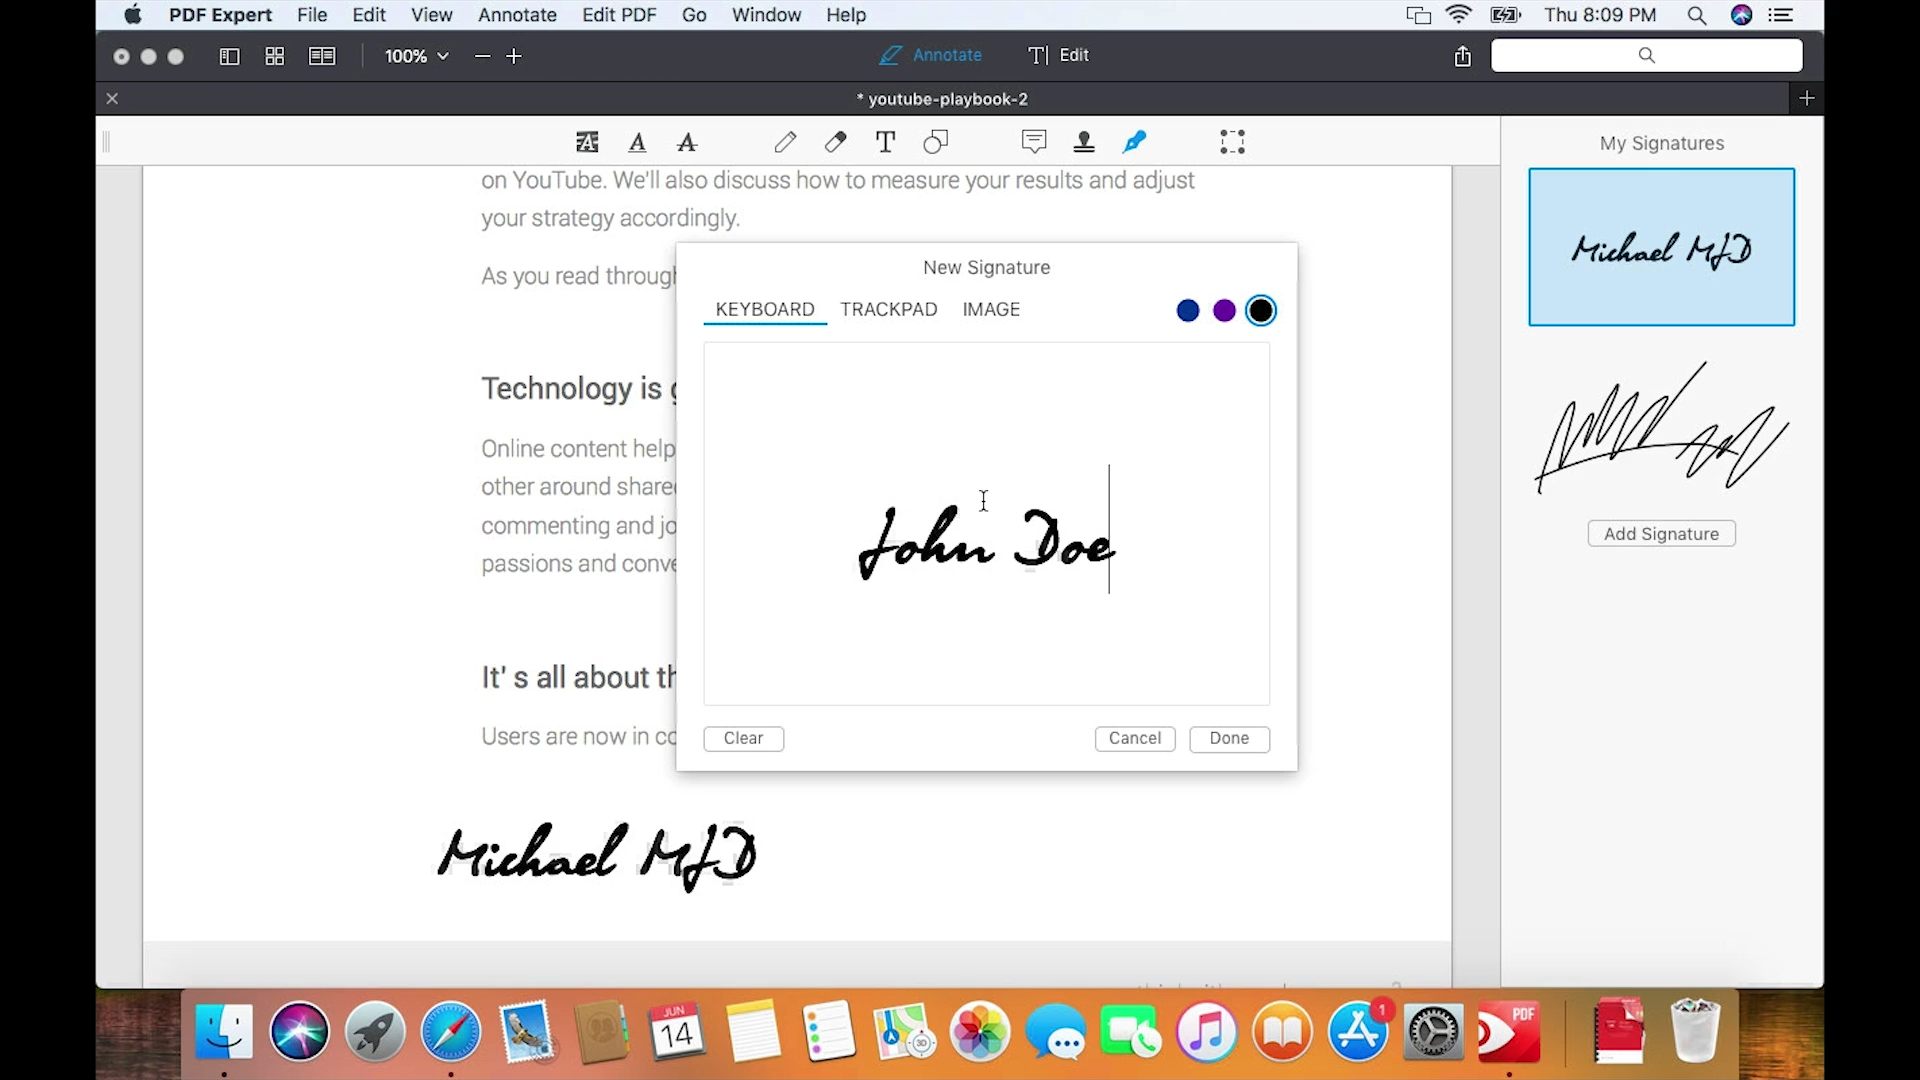 PDF Expert File Edit View Annotate Edit PDF Go Window Help Thu 8:09 PM
100% Annotate Edit
* youtube-playbook-2
My Signatures
on YouTube. We'll also discuss how to measure your results and adjust
your strategy accordingly.
As you read through
Technology is
Online content help
other around share
commenting and jo
passions and conve
It' s all about th
Users are now in co
New Signature
KEYBOARD TRACKPAD IMAGE
John Doe
Clear Cancel Done
Michael MJD
Michael MJD
Add Signature
JUN
14
3D
1
PDF